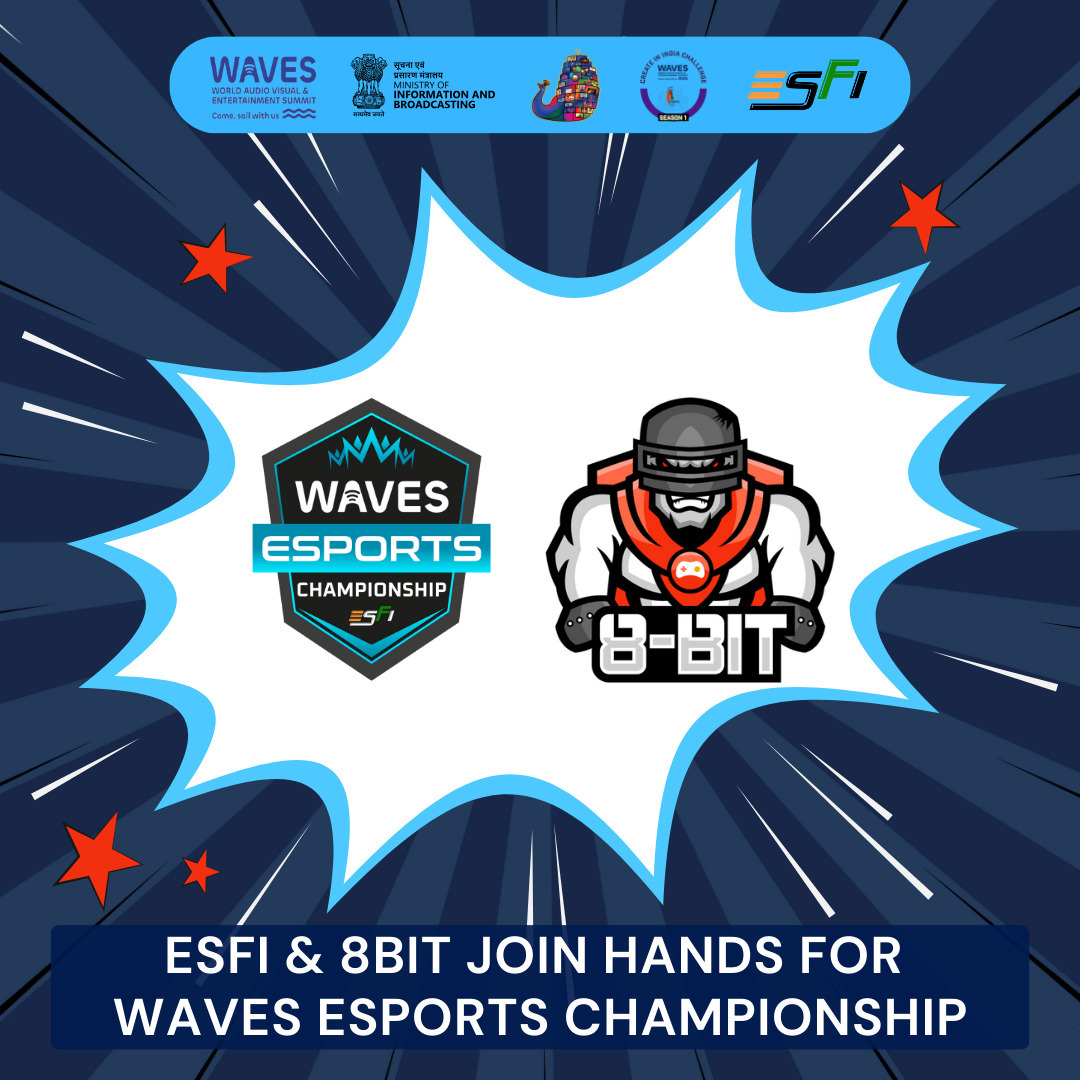 WAVES
WORLD AUDIO VISUAL &
ENTERTAINMENT SUMMIT
Come, sail with us
सूचना एवं
प्रसारण मंत्रालय
MINISTRY OF
INFORMATION AND
BROADCASTING
सत्यमेव जयते
CREATE IN INDIA CHALLENGE
WAVES
SEASON 1
ESFI
WAVES
ESPORTS
CHAMPIONSHIP
ESFI
8-BIT
ESFI & 8BIT JOIN HANDS FOR
WAVES ESPORTS CHAMPIONSHIP